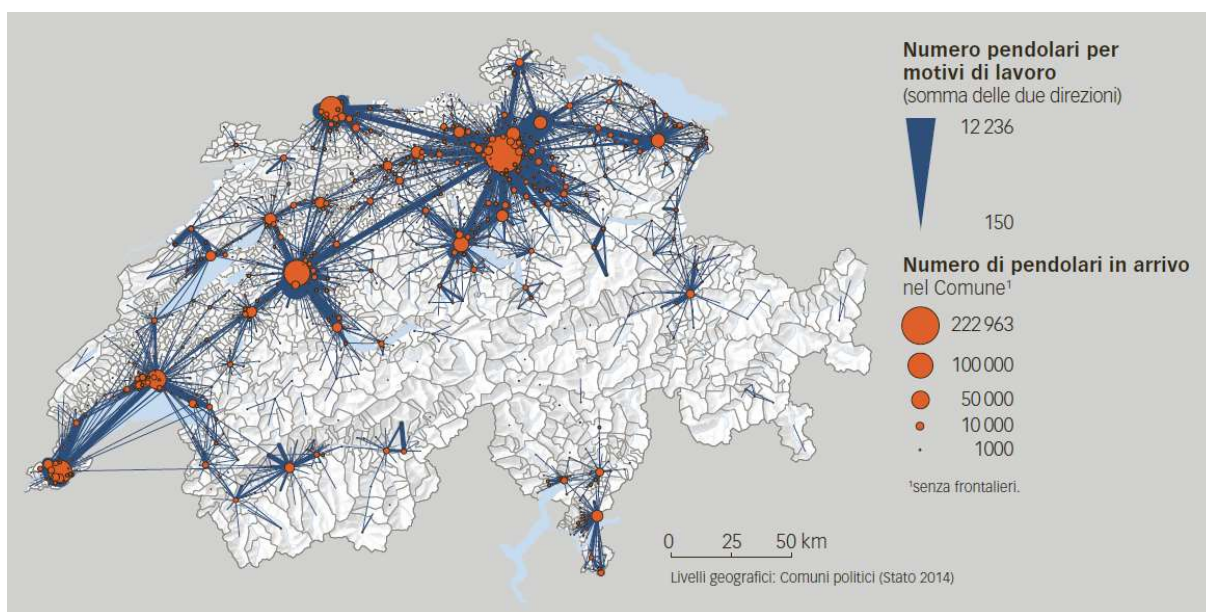 Numero pendolari per
motivi di lavoro
(somma delle due direzioni)
12 236
150
Numero di pendolari in arrivo
nel Comune¹
222 963
100 000
50 000
10 000
1000
¹senza frontalieri.
0 25 50 km
Livelli geografici: Comuni politici (Stato 2014)